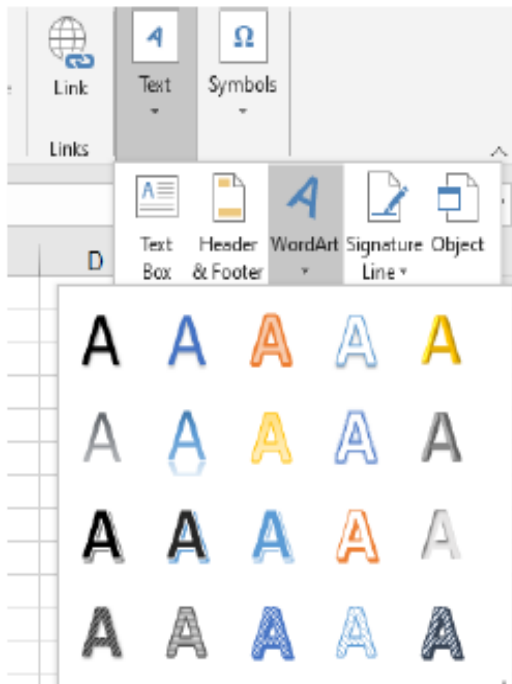 Link
Text
Symbols
Links
Text Box
Header & Footer
WordArt
Signature Line
Object
D
A A A A A
A A A A A
A A A A A
A A A A A